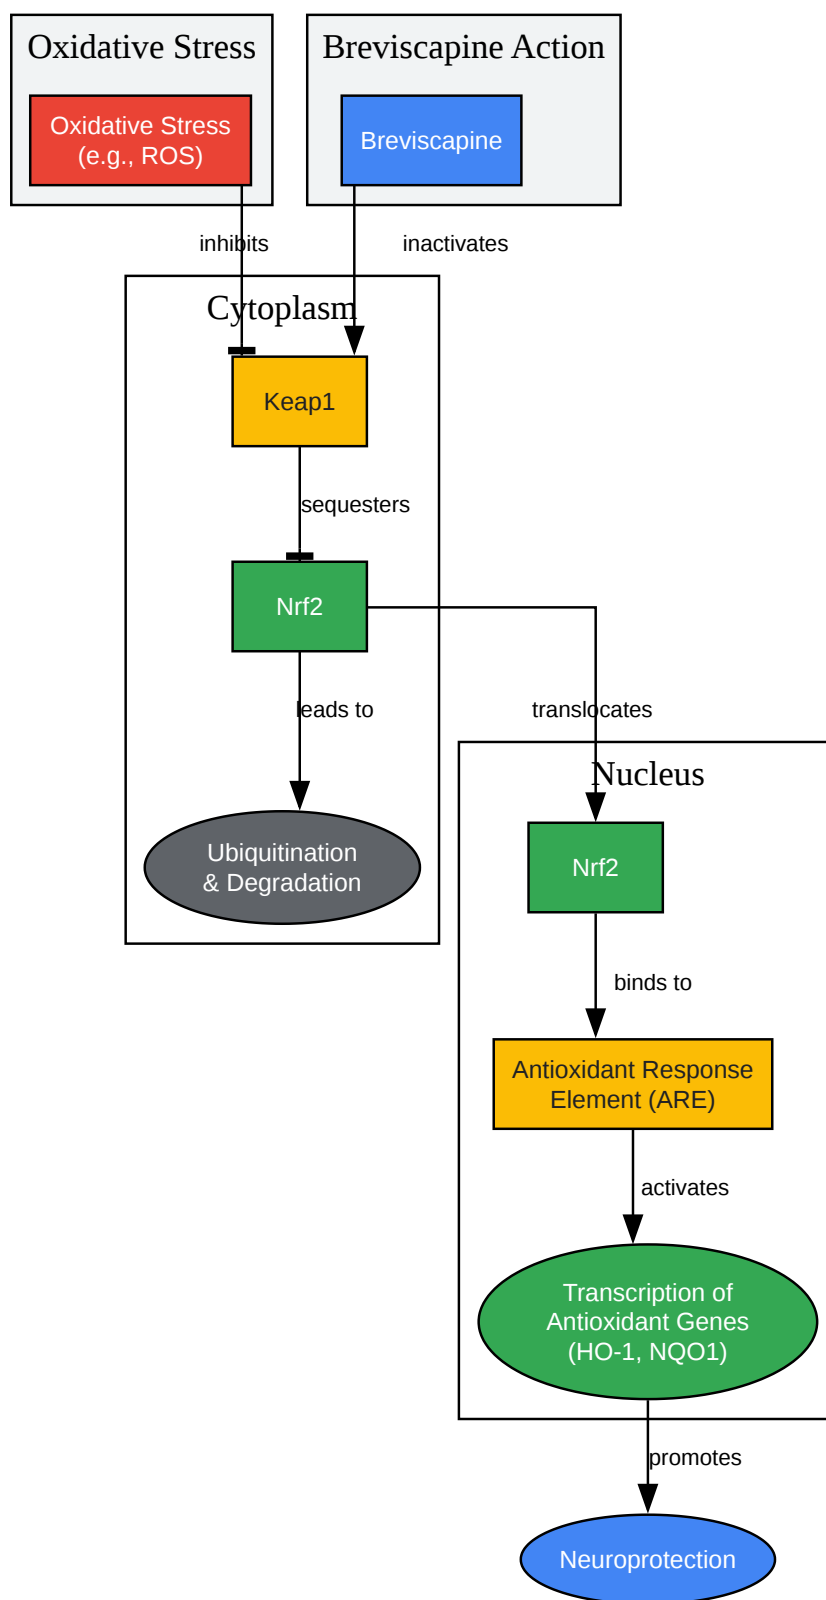 Oxidative Stress
Breviscapine Action
Oxidative Stress
(e.g., ROS)
Breviscapine
inhibits
inactivates
Cytoplasm
Keap1
sequesters
Nrf2
leads to
translocates
Nucleus
Ubiquitination
& Degradation
Nrf2
binds to
Antioxidant Response
Element (ARE)
activates
Transcription of
Antioxidant Genes
(HO-1, NQO1)
promotes
Neuroprotection